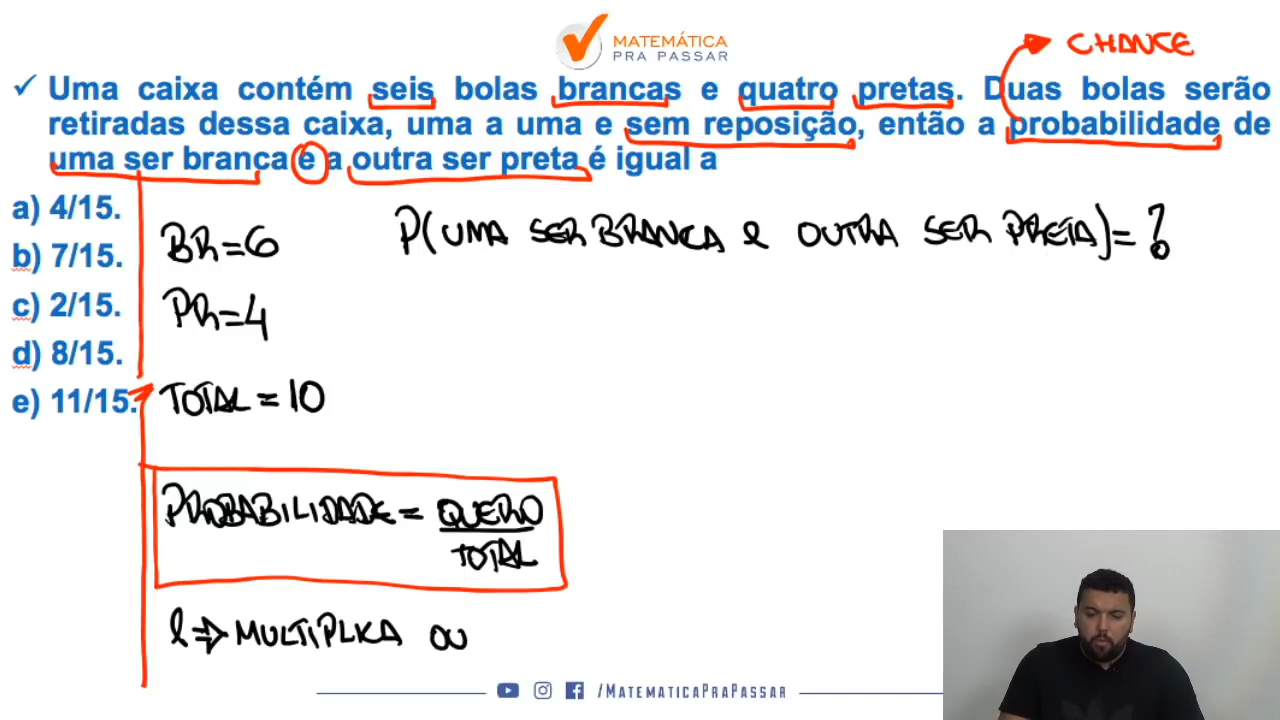 MATEMÁTICA
PRA PASSAR
CHANCE
✓ Uma caixa contém seis bolas brancas e quatro pretas. Duas bolas serão
retiradas dessa caixa, uma a uma e sem reposição, então a probabilidade de
uma ser branca e a outra ser preta é igual a
a) 4/15.
b) 7/15.
c) 2/15.
d) 8/15.
e) 11/15.
BR=6
P(UMA SER BRANCA e OUTRA SER PRETA)=?
PR=4
TOTAL = 10
PROBABILIDADE = QUERO
TOTAL
e ⇒ MULTIPLICA OU
/MATEMATICAPRAPASSAR